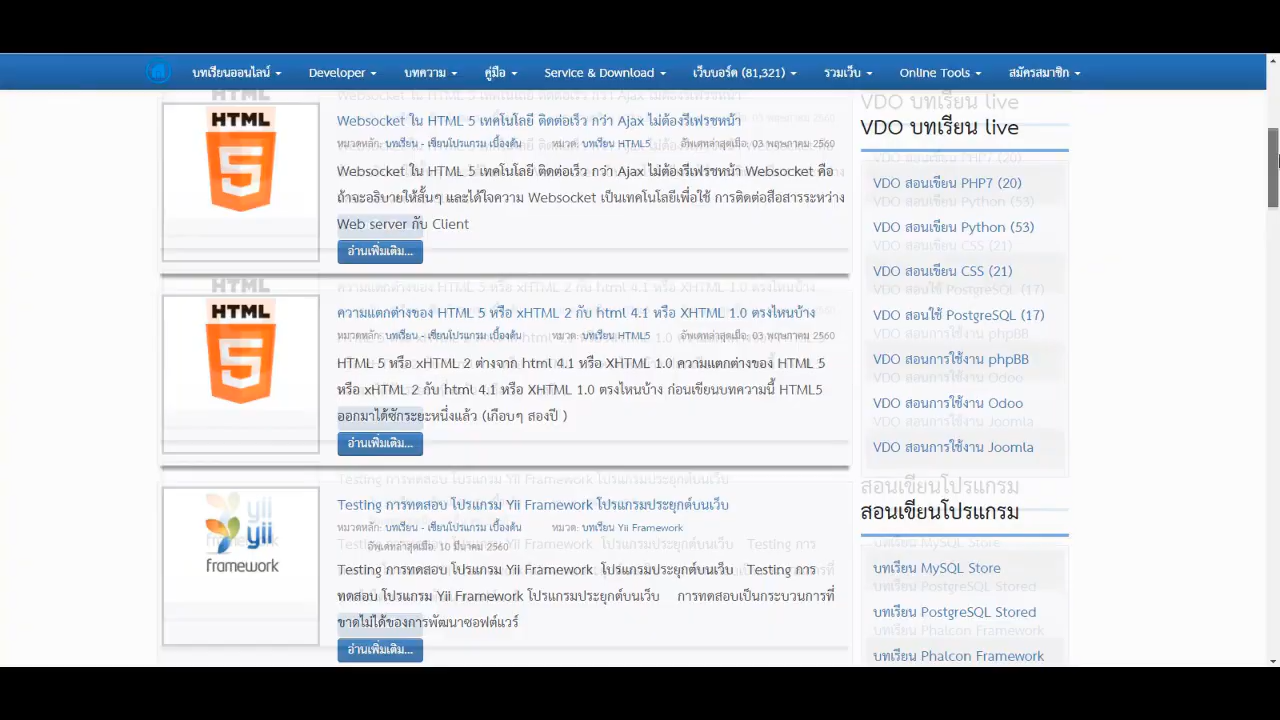 บทเรียนออนไลน์ Developer บทความ คู่มือ Service & Download เว็บบอร์ด (81,321) รวมเว็บ Online Tools สมัครสมาชิก
HTML
5
Websocket ใน HTML 5 เทคโนโลยี ติดต่อเร็ว กว่า Ajax ไม่ต้องรีเฟรชหน้า
หมวดหลัก: บทเรียน - เขียนโปรแกรม เบื้องต้น หมวด: บทเรียน HTML5 อัพเดทล่าสุดเมื่อ: 03 พฤษภาคม 2560
Websocket ใน HTML 5 เทคโนโลยี ติดต่อเร็ว กว่า Ajax ไม่ต้องรีเฟรชหน้า Websocket คือ
ถ้าจะอธิบายให้สั้นๆ และได้ใจความ Websocket เป็นเทคโนโลยีเพื่อใช้ การติดต่อสื่อสารระหว่าง
Web server กับ Client
อ่านเพิ่มเติม...
HTML
5
ความแตกต่างของ HTML 5 หรือ xHTML 2 กับ html 4.1 หรือ XHTML 1.0 ตรงไหนบ้าง
หมวดหลัก: บทเรียน - เขียนโปรแกรม เบื้องต้น หมวด: บทเรียน HTML5 อัพเดทล่าสุดเมื่อ: 03 พฤษภาคม 2560
HTML 5 หรือ xHTML 2 ต่างจาก html 4.1 หรือ XHTML 1.0 ความแตกต่างของ HTML 5
หรือ xHTML 2 กับ html 4.1 หรือ XHTML 1.0 ตรงไหนบ้าง ก่อนเขียนบทความนี้ HTML5
ออกมาได้ซักระยะหนึ่งแล้ว (เกือบๆ สองปี )
อ่านเพิ่มเติม...
yii
framework
Testing การทดสอบ โปรแกรม Yii Framework โปรแกรมประยุกต์บนเว็บ
หมวดหลัก: บทเรียน - เขียนโปรแกรม เบื้องต้น หมวด: บทเรียน Yii Framework
อัพเดทล่าสุดเมื่อ: 10 มีนาคม 2560
Testing การทดสอบ โปรแกรม Yii Framework โปรแกรมประยุกต์บนเว็บ Testing การ
ทดสอบ โปรแกรม Yii Framework โปรแกรมประยุกต์บนเว็บ การทดสอบเป็นกระบวนการที่
ขาดไม่ได้ของการพัฒนาซอฟต์แวร์
อ่านเพิ่มเติม...
VDO บทเรียน live
VDO สอนเขียน PHP7 (20)
VDO สอนเขียน Python (53)
VDO สอนเขียน CSS (21)
VDO สอนใช้ PostgreSQL (17)
VDO สอนการใช้งาน phpBB
VDO สอนการใช้งาน Odoo
VDO สอนการใช้งาน Joomla
สอนเขียนโปรแกรม
บทเรียน MySQL Store
บทเรียน PostgreSQL Stored
บทเรียน Phalcon Framework